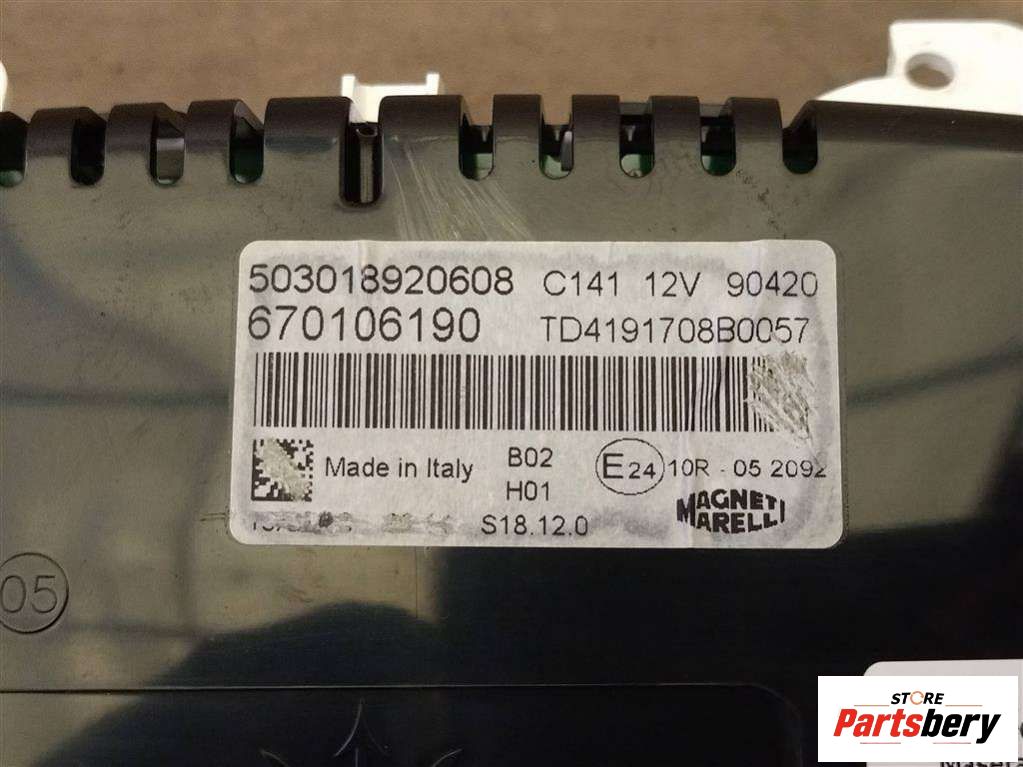 503018920608 C141 12V 90420
670106190 TD4191708B0057
Made in Italy B02 E24 10R - 05 2092
H01
S18.12.0
MAGNETI MARELLI
05
STORE
Partsbery